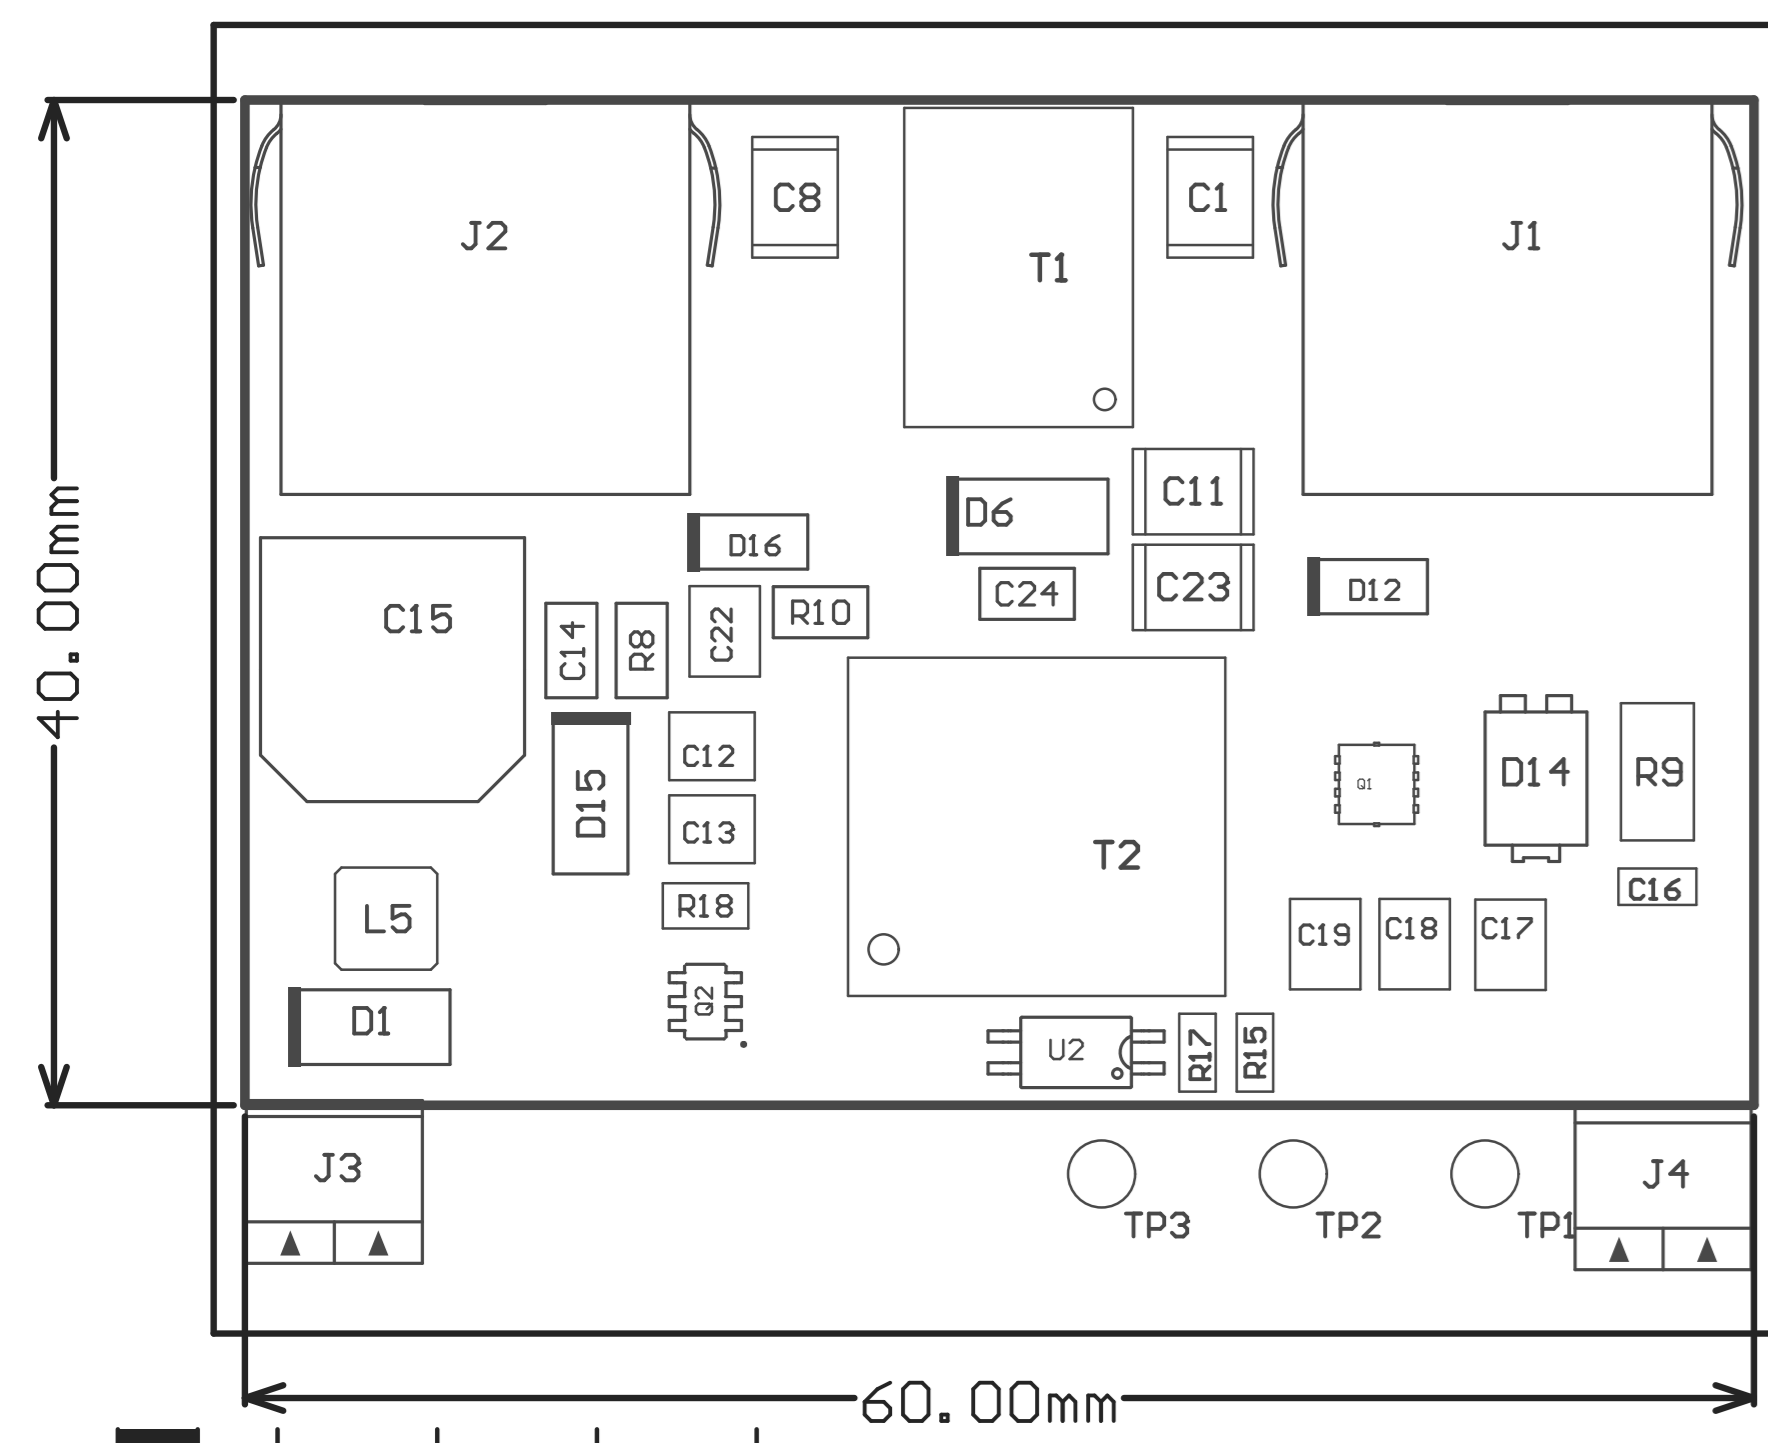 J2
C8
T1
C1
J1
D6
C11
D16
C24
C23
D12
C15
C14
R8
C22
R10
40.00mm
D15
C12
C13
T2
Q1
D14
R9
L5
R18
C16
C19
C18
C17
D1
Q2
U2
R17
R15
J3
J4
TP3
TP2
TP1
60.00mm